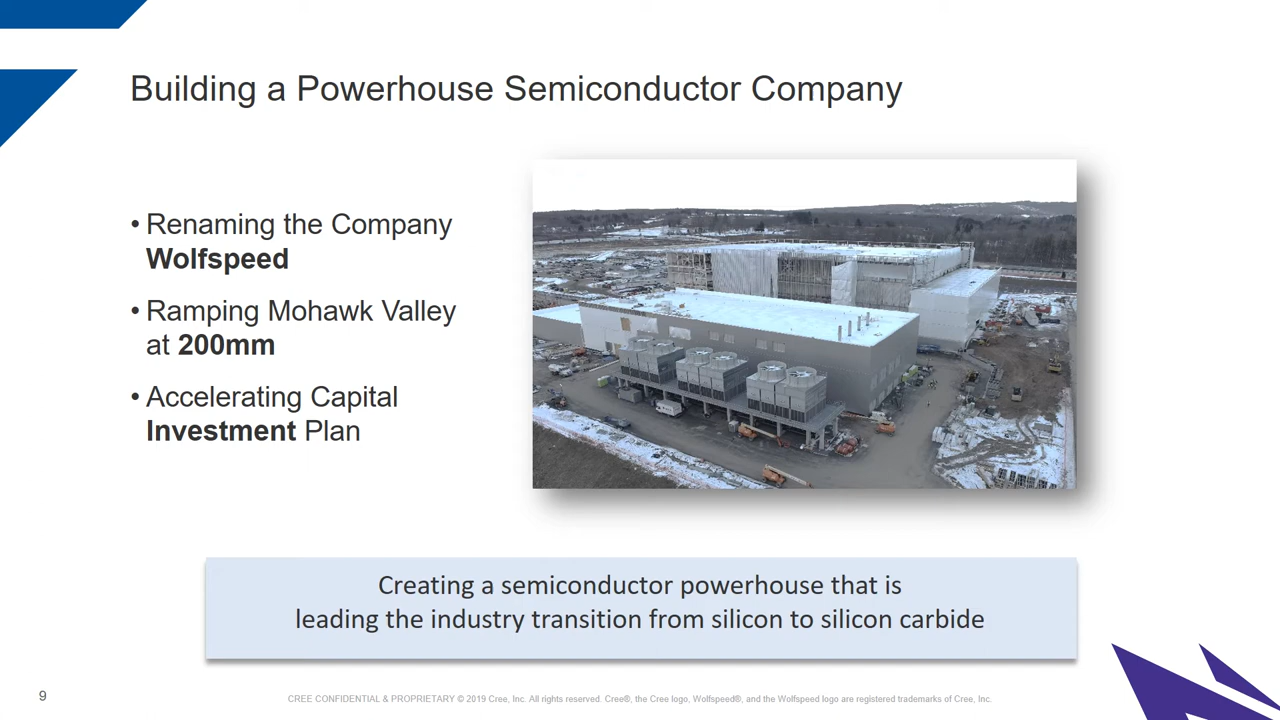 Building a Powerhouse Semiconductor Company
• Renaming the Company
Wolfspeed
• Ramping Mohawk Valley
at 200mm
• Accelerating Capital
Investment Plan
Creating a semiconductor powerhouse that is
leading the industry transition from silicon to silicon carbide
9
CREE CONFIDENTIAL & PROPRIETARY © 2019 Cree, Inc. All rights reserved. Cree®, the Cree logo, Wolfspeed®, and the Wolfspeed logo are registered trademarks of Cree, Inc.